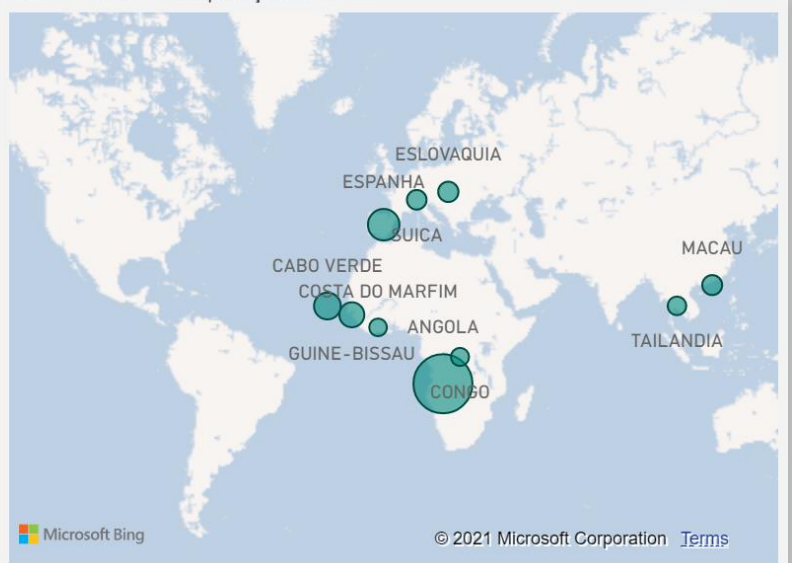 ESLOVAQUIA
ESPANHA
SUICA
MACAU
CABO VERDE
COSTA DO MARFIM
ANGOLA
TAILANDIA
GUINE-BISSAU
CONGO
Microsoft Bing
© 2021 Microsoft Corporation Terms